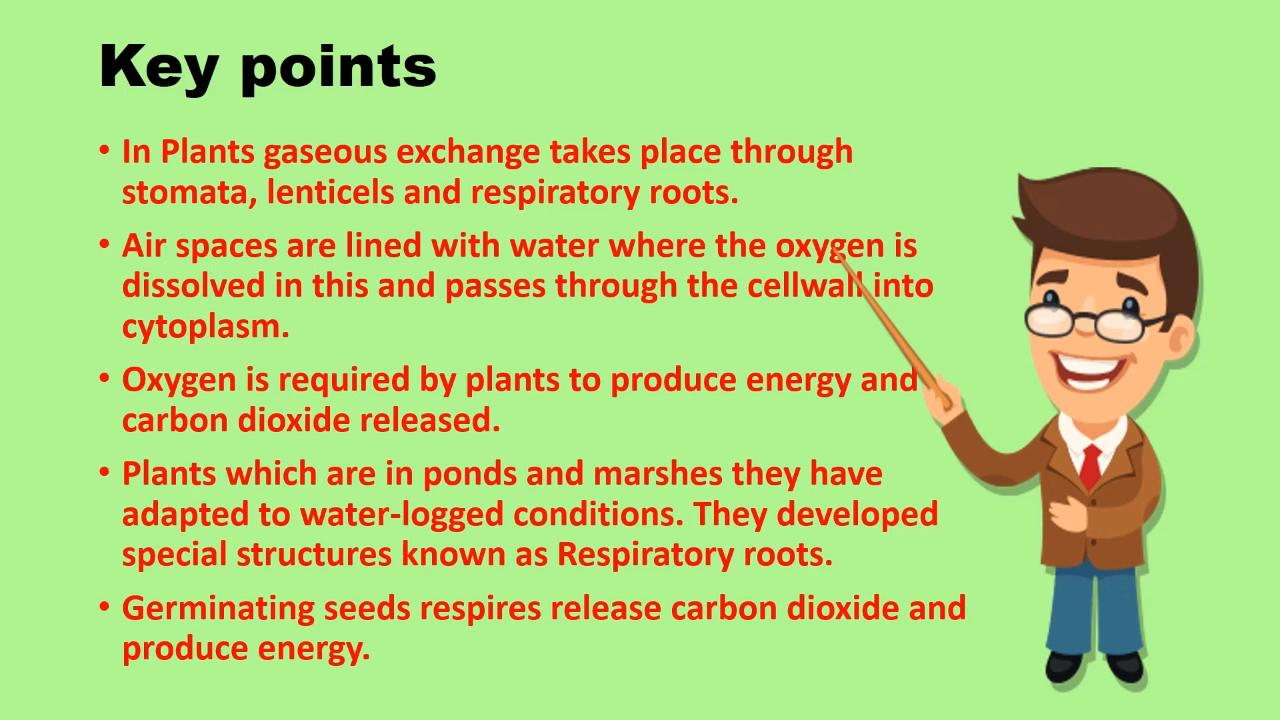 Key points
• In Plants gaseous exchange takes place through
stomata, lenticels and respiratory roots.
• Air spaces are lined with water where the oxygen is
dissolved in this and passes through the cellwall into
cytoplasm.
• Oxygen is required by plants to produce energy and
carbon dioxide released.
• Plants which are in ponds and marshes they have
adapted to water-logged conditions. They developed
special structures known as Respiratory roots.
• Germinating seeds respires release carbon dioxide and
produce energy.